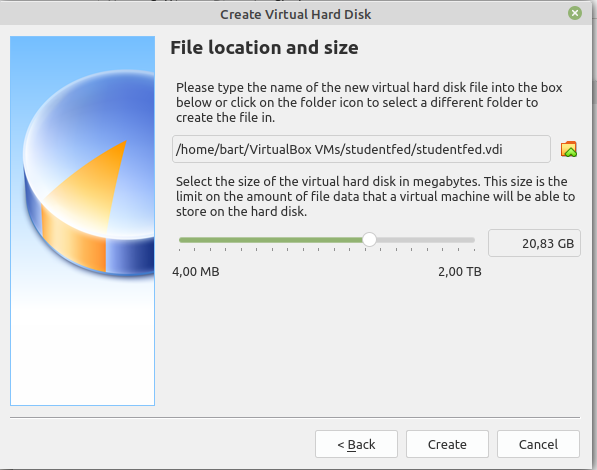 Create Virtual Hard Disk
File location and size
Please type the name of the new virtual hard disk file into the box
below or click on the folder icon to select a different folder to
create the file in.
/home/bart/VirtualBox VMs/studentfed/studentfed.vdi
Select the size of the virtual hard disk in megabytes. This size is the
limit on the amount of file data that a virtual machine will be able to
store on the hard disk.
20,83 GB
4,00 MB
2,00 TB
< Back
Create
Cancel